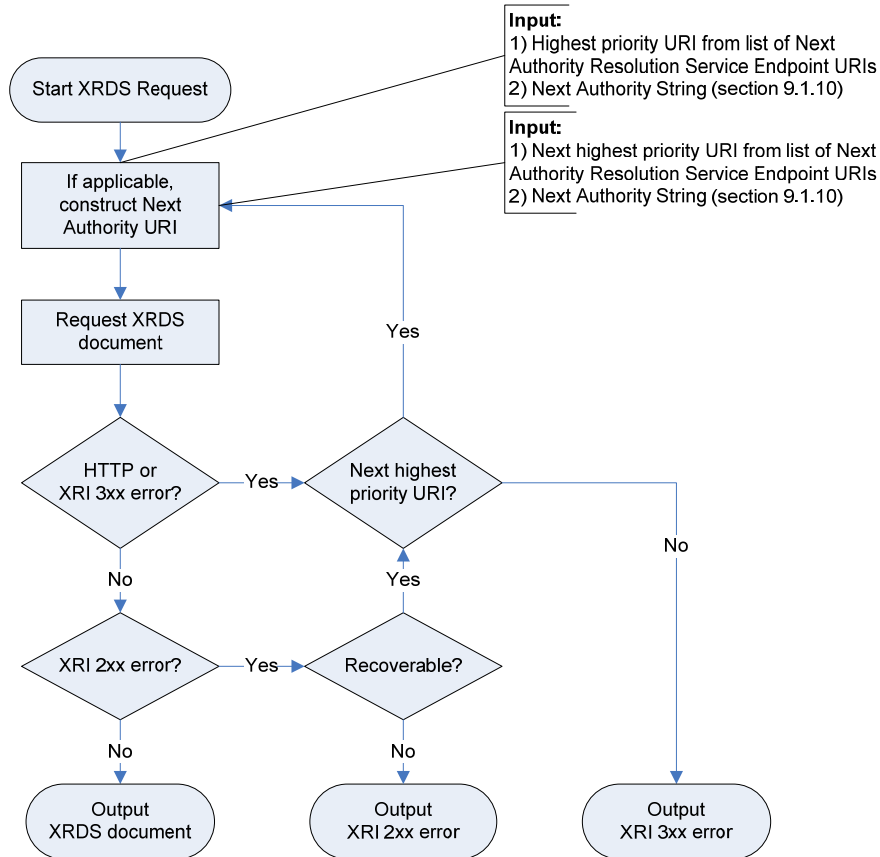 Input:
1) Highest priority URI from list of Next
Authority Resolution Service Endpoint URIs
2) Next Authority String (section 9.1.10)
Start XRDS Request
Input:
1) Next highest priority URI from list of Next
Authority Resolution Service Endpoint URIs
2) Next Authority String (section 9.1.10)
If applicable,
construct Next
Authority URI
Request XRDS
document
Yes
HTTP or
XRI 3xx error?
Yes
Next highest
priority URI?
No
No
Yes
XRI 2xx error?
Yes
Recoverable?
No
No
Output
XRDS document
Output
XRI 2xx error
Output
XRI 3xx error